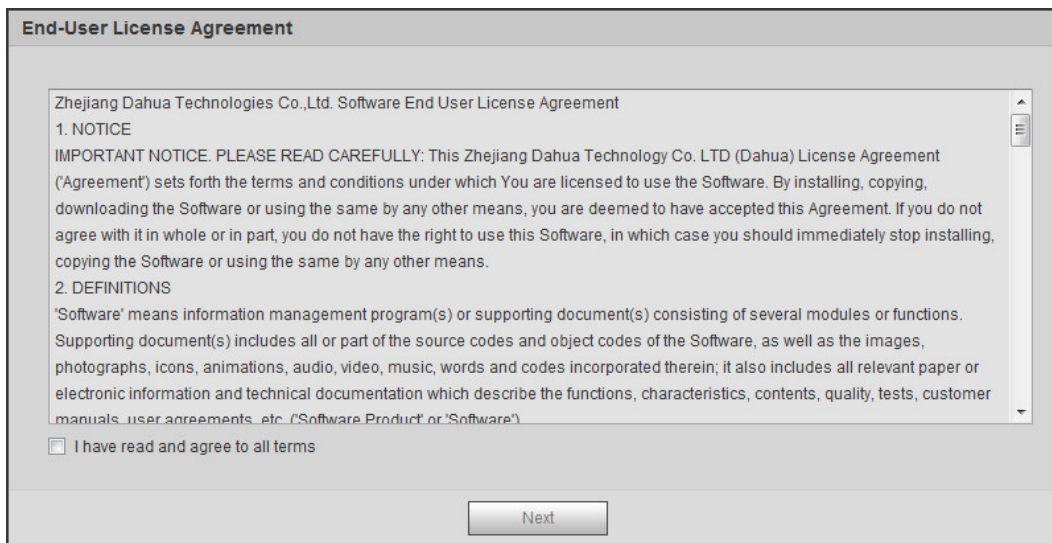 End-User License Agreement
Zhejiang Dahua Technologies Co.,Ltd. Software End User License Agreement
1. NOTICE
IMPORTANT NOTICE. PLEASE READ CAREFULLY: This Zhejiang Dahua Technology Co. LTD (Dahua) License Agreement
('Agreement') sets forth the terms and conditions under which You are licensed to use the Software. By installing, copying,
downloading the Software or using the same by any other means, you are deemed to have accepted this Agreement. If you do not
agree with it in whole or in part, you do not have the right to use this Software, in which case you should immediately stop installing,
copying the Software or using the same by any other means.
2. DEFINITIONS
'Software' means information management program(s) or supporting document(s) consisting of several modules or functions.
Supporting document(s) includes all or part of the source codes and object codes of the Software, as well as the images,
photographs, icons, animations, audio, video, music, words and codes incorporated therein; it also includes all relevant paper or
electronic information and technical documentation which describe the functions, characteristics, contents, quality, tests, customer
manuals, user agreements, etc. ('Software Product' or 'Software')
I have read and agree to all terms
Next